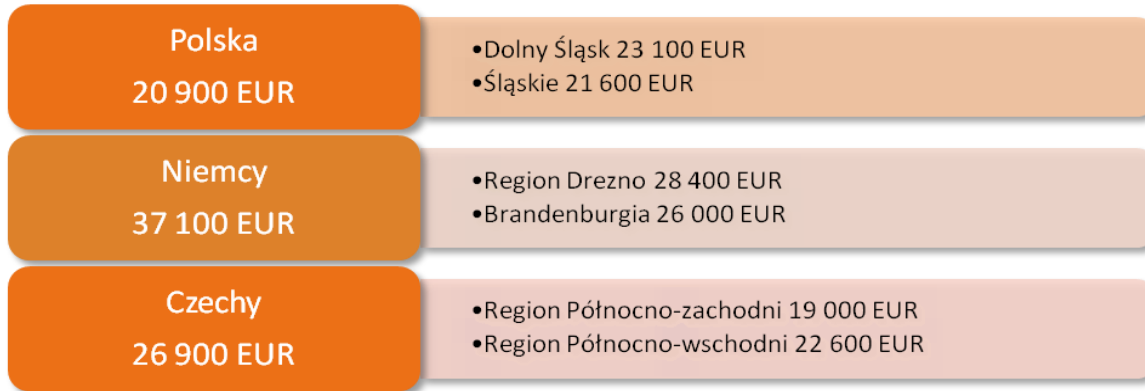 Polska
20 900 EUR
•Dolny Śląsk 23 100 EUR
•Śląskie 21 600 EUR
Niemcy
37 100 EUR
•Region Drezno 28 400 EUR
•Brandenburgia 26 000 EUR
Czechy
26 900 EUR
•Region Północno-zachodni 19 000 EUR
•Region Północno-wschodni 22 600 EUR